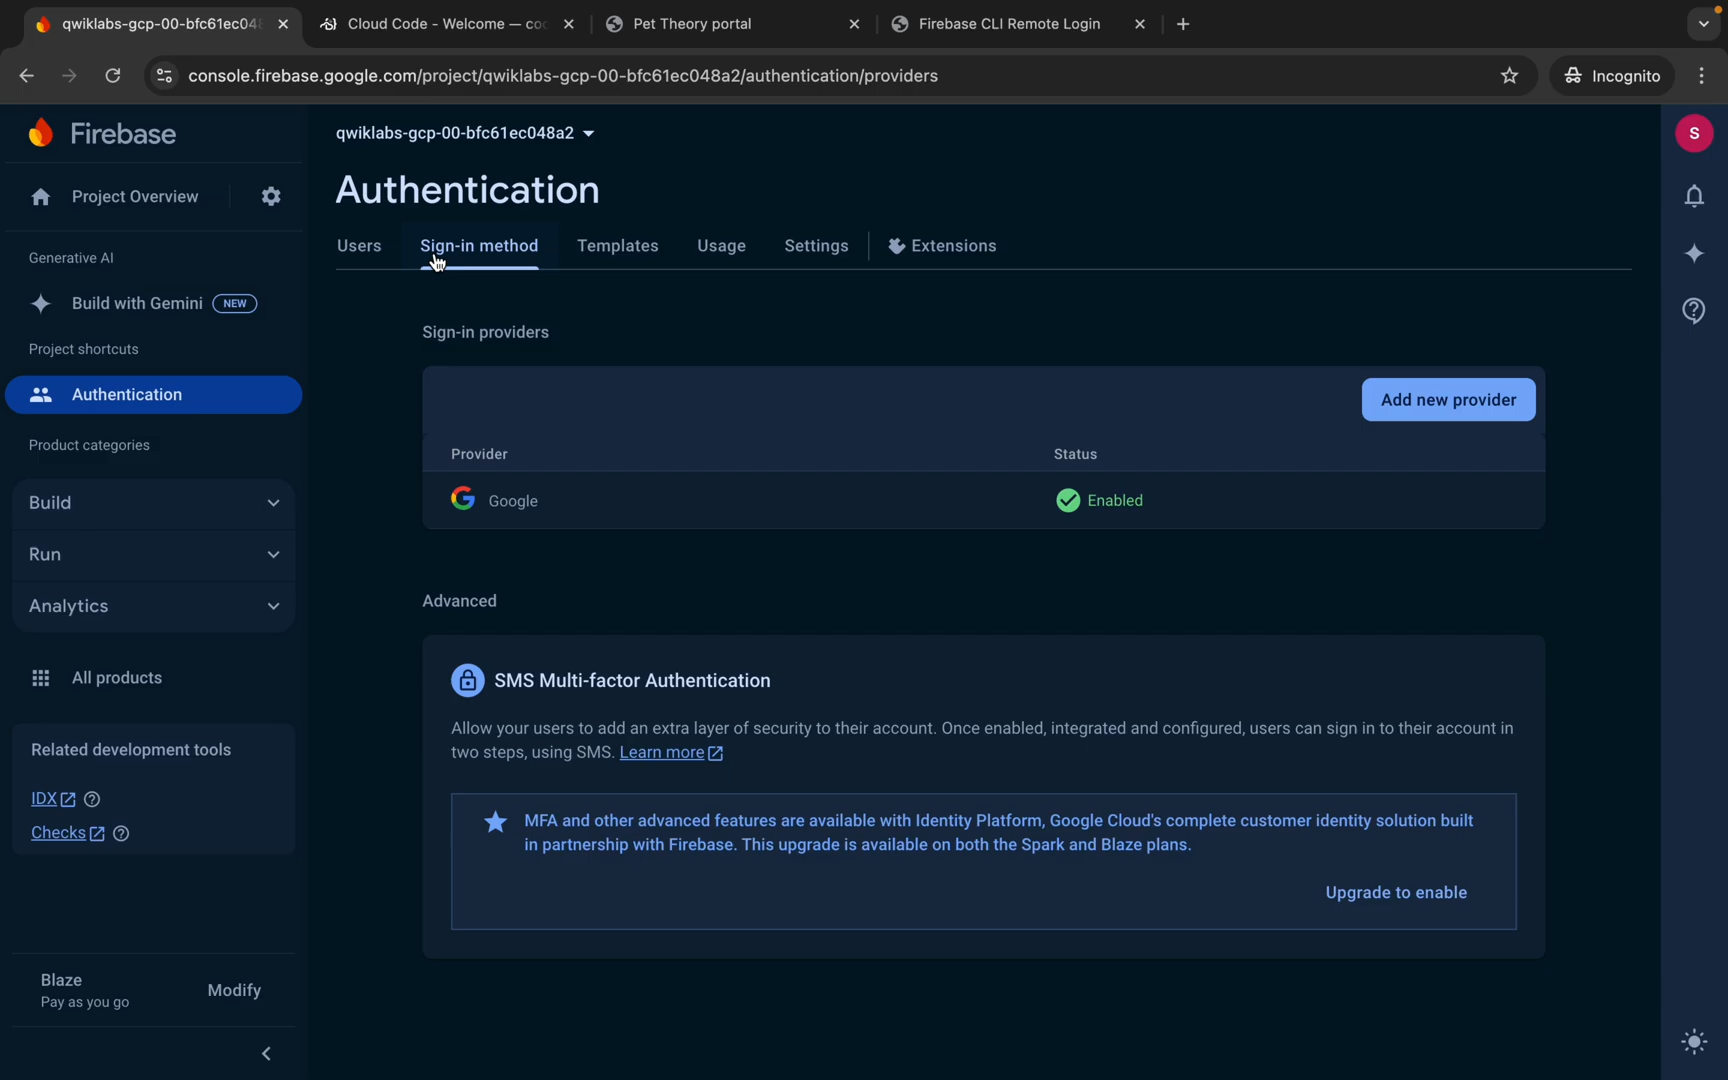 qwiklabs-gcp-00-bfc61ec04
Cloud Code - Welcome — co
Pet Theory portal
Firebase CLI Remote Login
console.firebase.google.com/project/qwiklabs-gcp-00-bfc61ec048a2/authentication/providers
Incognito
Firebase
qwiklabs-gcp-00-bfc61ec048a2
S
Project Overview
Authentication
Users
Sign-in method
Templates
Usage
Settings
Extensions
Generative AI
Build with Gemini
NEW
Project shortcuts
Authentication
Product categories
Build
Run
Analytics
All products
Related development tools
IDX
Checks
Blaze
Pay as you go
Modify
Sign-in providers
Add new provider
Provider
Status
Google
Enabled
Advanced
SMS Multi-factor Authentication
Allow your users to add an extra layer of security to their account. Once enabled, integrated and configured, users can sign in to their account in
two steps, using SMS. Learn more
MFA and other advanced features are available with Identity Platform, Google Cloud's complete customer identity solution built
in partnership with Firebase. This upgrade is available on both the Spark and Blaze plans.
Upgrade to enable